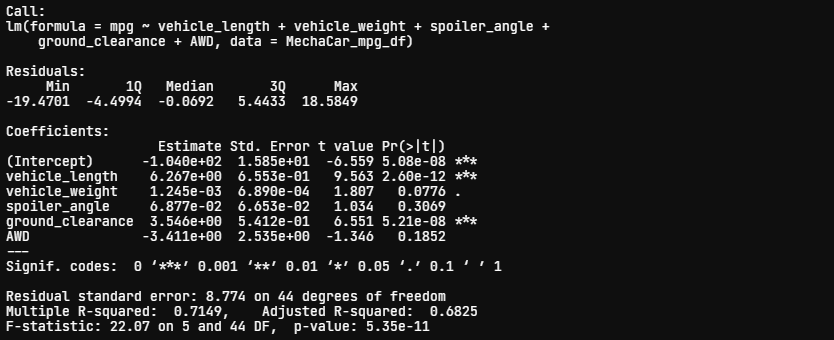 Call:
lm(formula = mpg ~ vehicle_length + vehicle_weight + spoiler_angle +
    ground_clearance + AWD, data = MechaCar_mpg_df)

Residuals:
     Min       1Q   Median       3Q      Max
-19.4701  -4.4994  -0.0692   5.4433  18.5849

Coefficients:
                   Estimate Std. Error t value Pr(>|t|)
(Intercept)      -1.040e+02  1.585e+01  -6.559 5.08e-08 ***
vehicle_length    6.267e+00  6.553e-01   9.563 2.60e-12 ***
vehicle_weight    1.245e-03  6.890e-04   1.807   0.0776 .
spoiler_angle     6.877e-02  6.653e-02   1.034   0.3069
ground_clearance  3.546e+00  5.412e-01   6.551 5.21e-08 ***
AWD              -3.411e+00  2.535e+00  -1.346   0.1852
---
Signif. codes:  0 ‘***’ 0.001 ‘**’ 0.01 ‘*’ 0.05 ‘.’ 0.1 ‘ ’ 1

Residual standard error: 8.774 on 44 degrees of freedom
Multiple R-squared:  0.7149,    Adjusted R-squared:  0.6825
F-statistic: 22.07 on 5 and 44 DF,  p-value: 5.35e-11